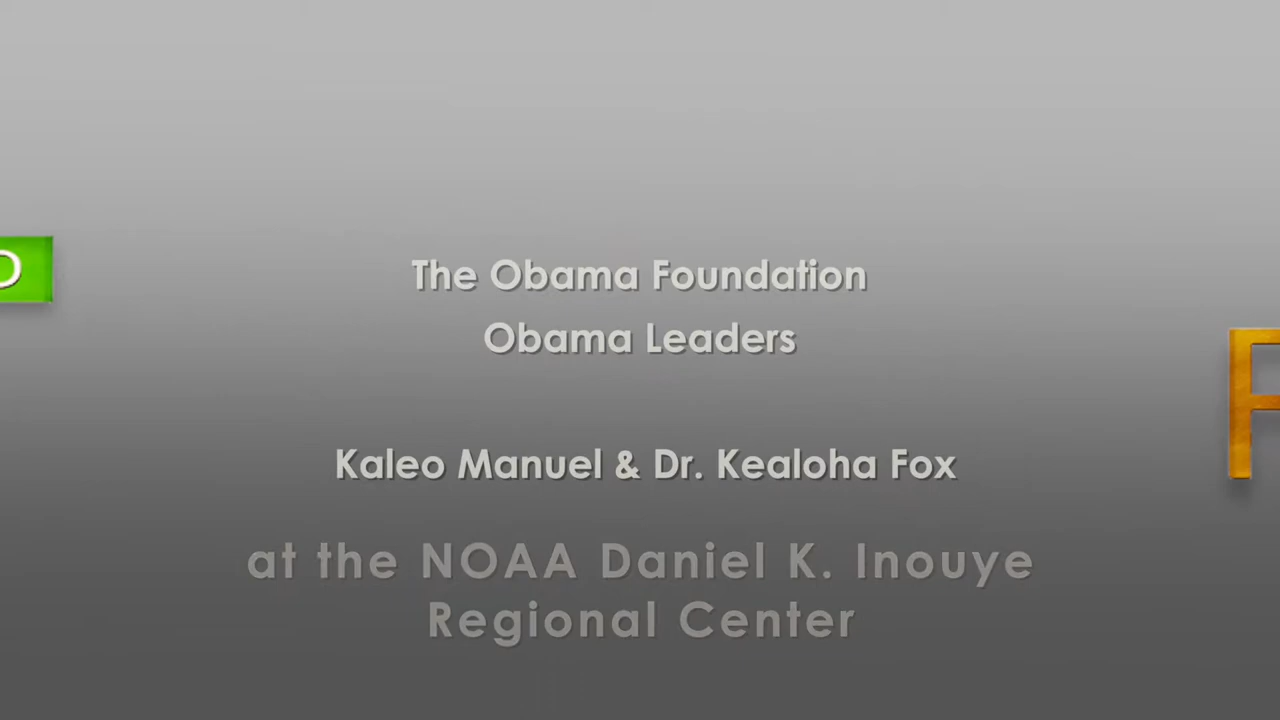 The Obama Foundation
Obama Leaders
Kaleo Manuel & Dr. Kealoha Fox
at the NOAA Daniel K. Inouye
Regional Center